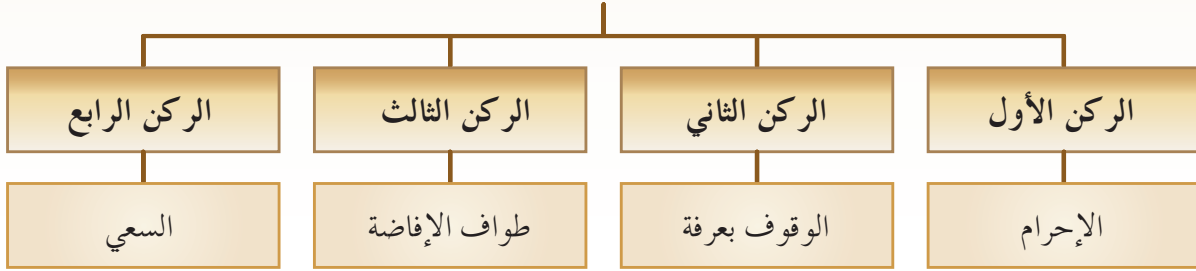 الركن الأول
الركن الثاني
الركن الثالث
الركن الرابع
الإحرام
الوقوف بعرفة
طواف الإفاضة
السعي